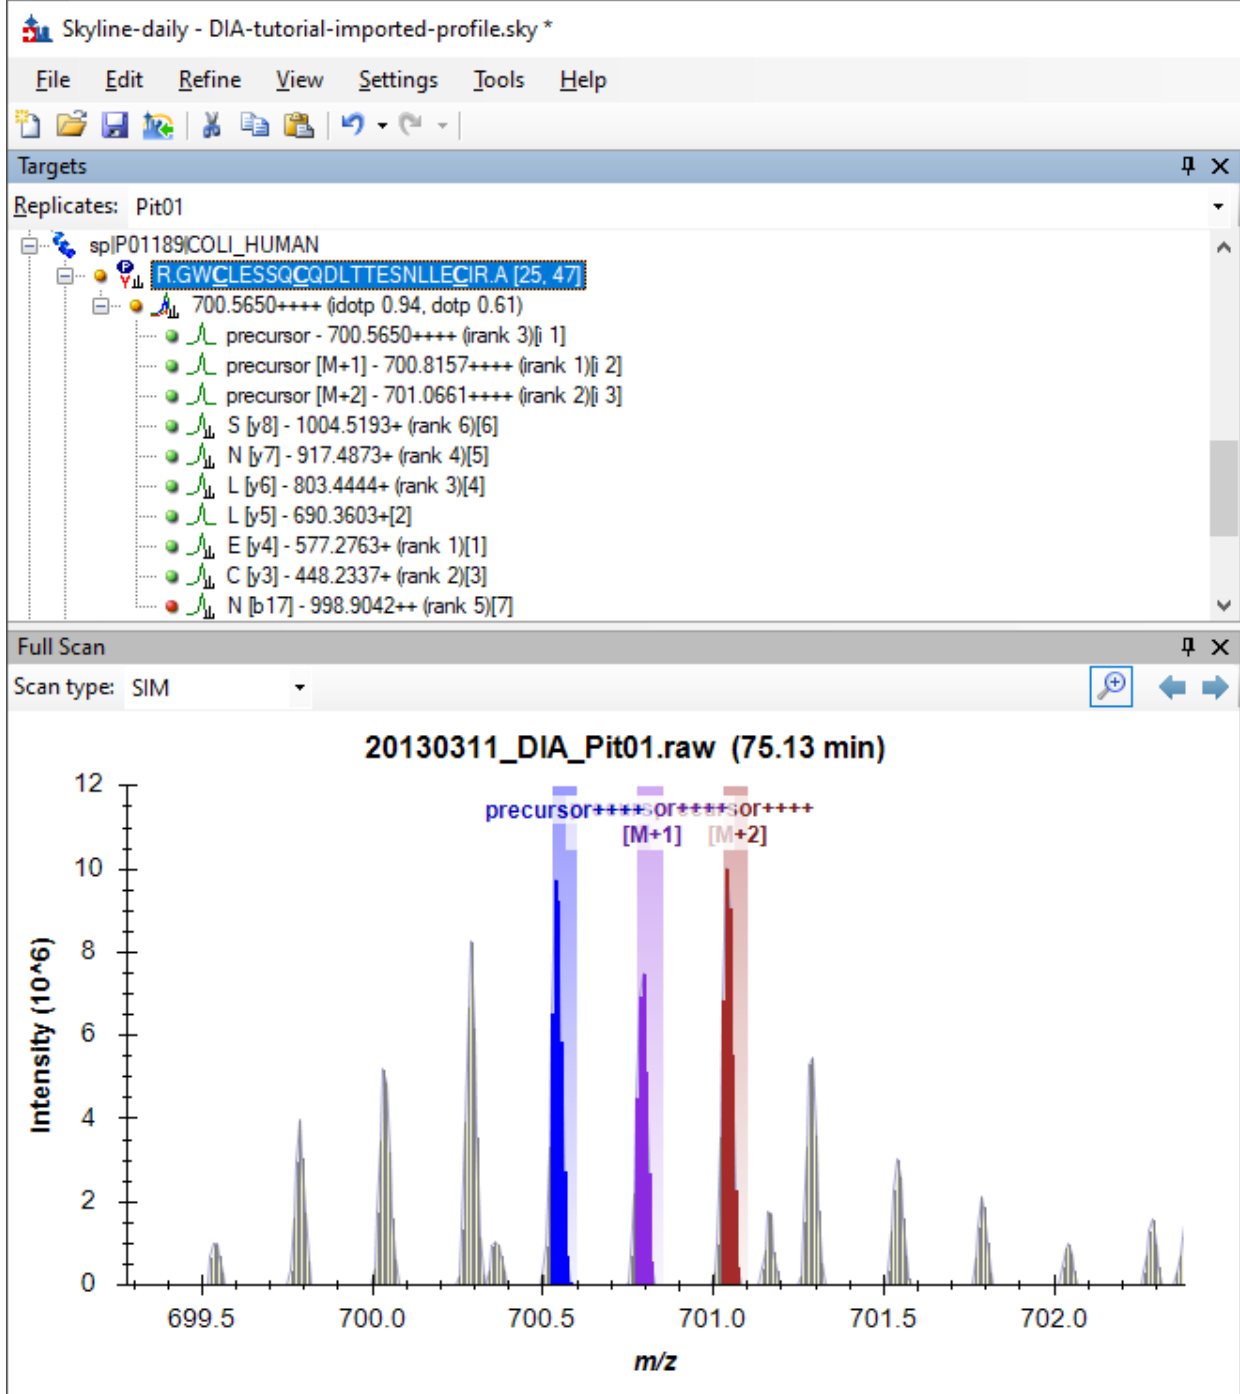 Skyline-daily - DIA-tutorial-imported-profile.sky *
File Edit Refine View Settings Tools Help
Targets
Replicates: Pit01
sp|P01189|COLI_HUMAN
R.GWCLESSQCQDLTTESNLLECIR.A [25, 47]
700.5650++++ (idotp 0.94, dotp 0.61)
precursor - 700.5650++++ (irank 3)[i 1]
precursor [M+1] - 700.8157++++ (irank 1)[i 2]
precursor [M+2] - 701.0661++++ (irank 2)[i 3]
S [y8] - 1004.5193+ (rank 6)[6]
N [y7] - 917.4873+ (rank 4)[5]
L [y6] - 803.4444+ (rank 3)[4]
L [y5] - 690.3603+[2]
E [y4] - 577.2763+ (rank 1)[1]
C [y3] - 448.2337+ (rank 2)[3]
N [b17] - 998.9042++ (rank 5)[7]
Full Scan
Scan type: SIM
20130311_DIA_Pit01.raw (75.13 min)
precursor++++
[M+1] [M+2]
12
10
8
6
4
2
0
Intensity (10^6)
699.5 700.0 700.5 701.0 701.5 702.0
m/z